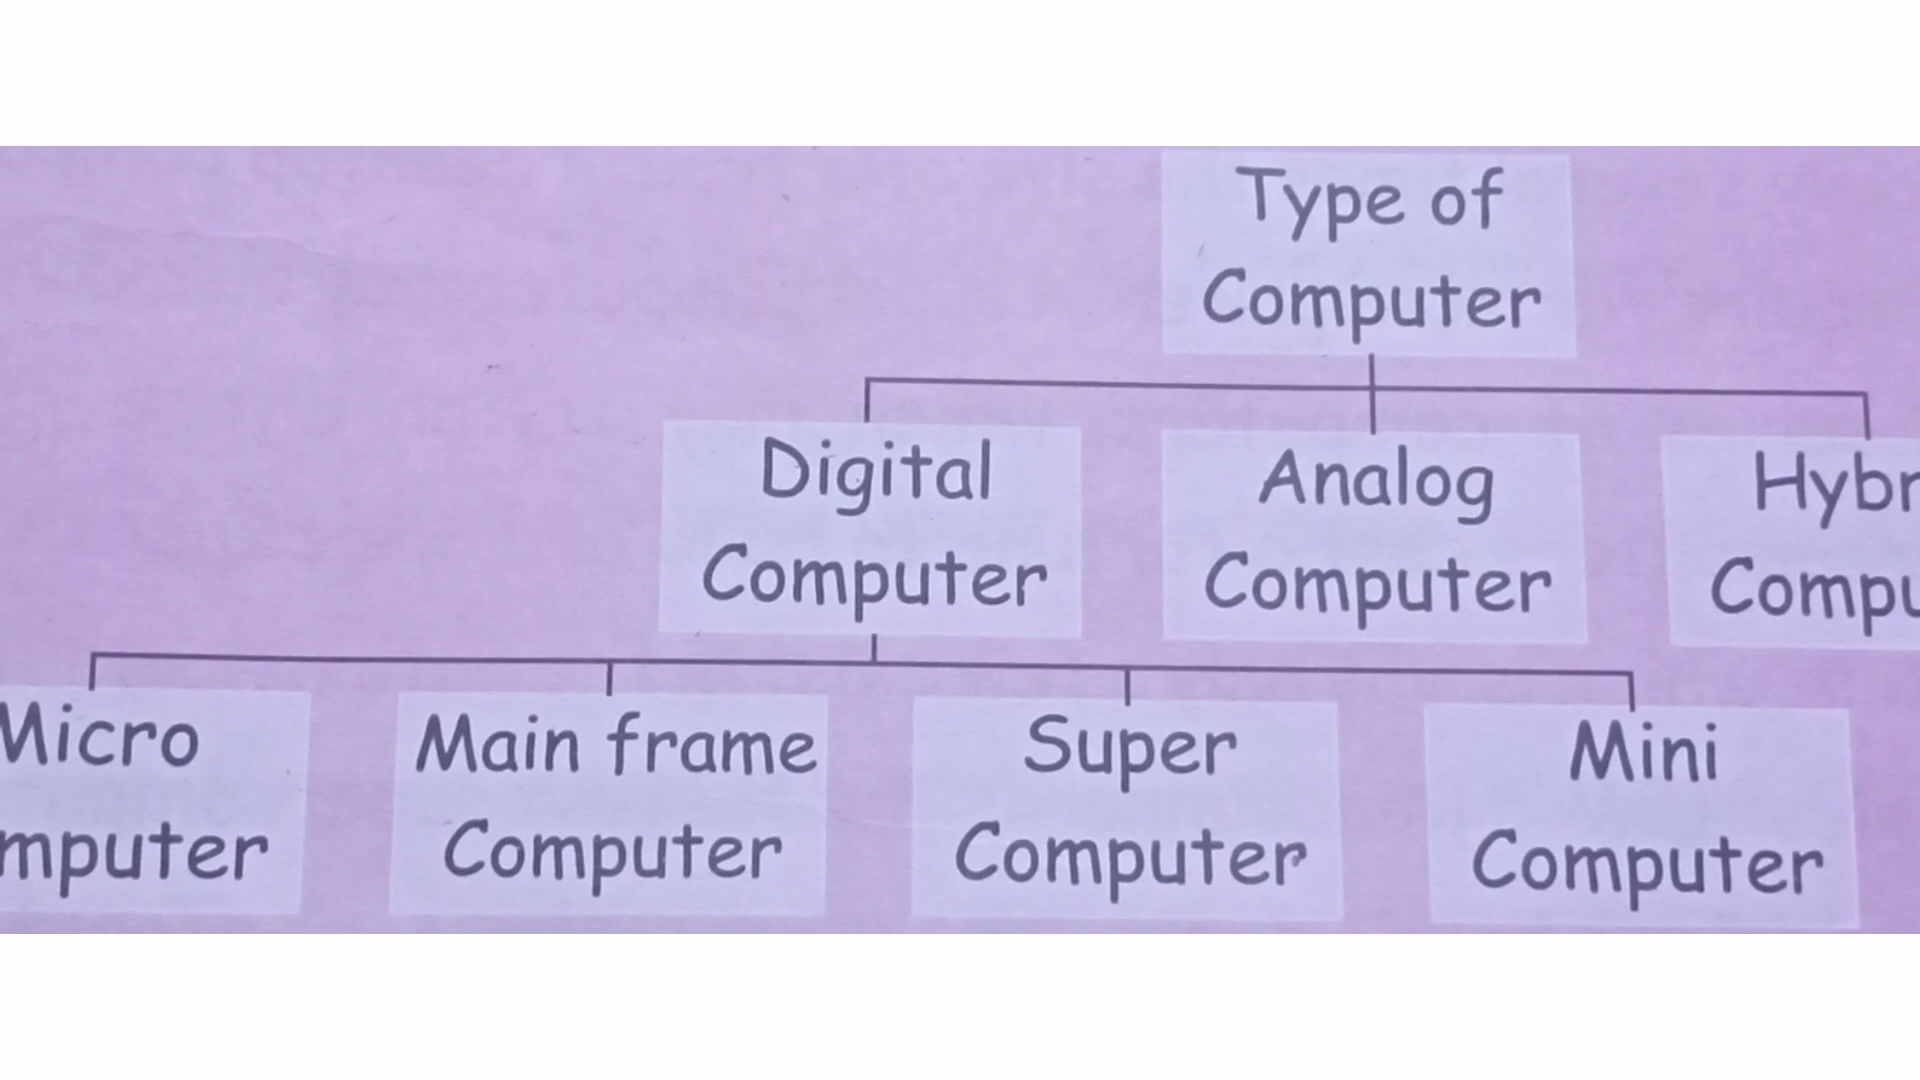 Type of
Computer
Digital
Computer
Analog
Computer
Hybr
Compu
Micro
mputer
Main frame
Computer
Super
Computer
Mini
Computer